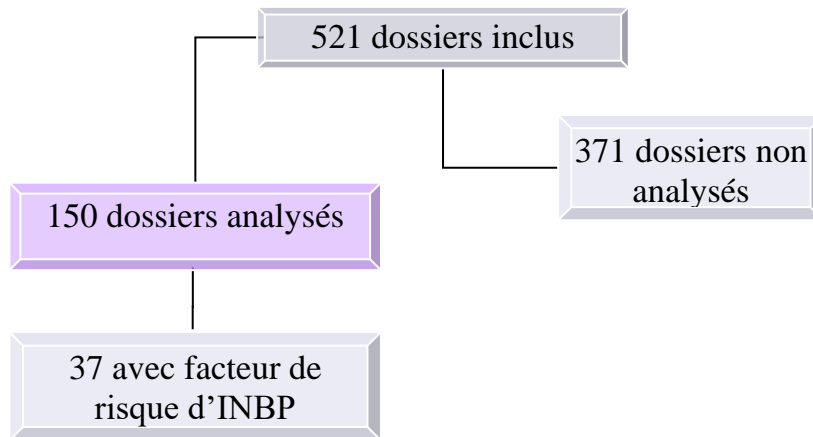 521 dossiers inclus
371 dossiers non
analysés
150 dossiers analysés
37 avec facteur de
risque d’INBP